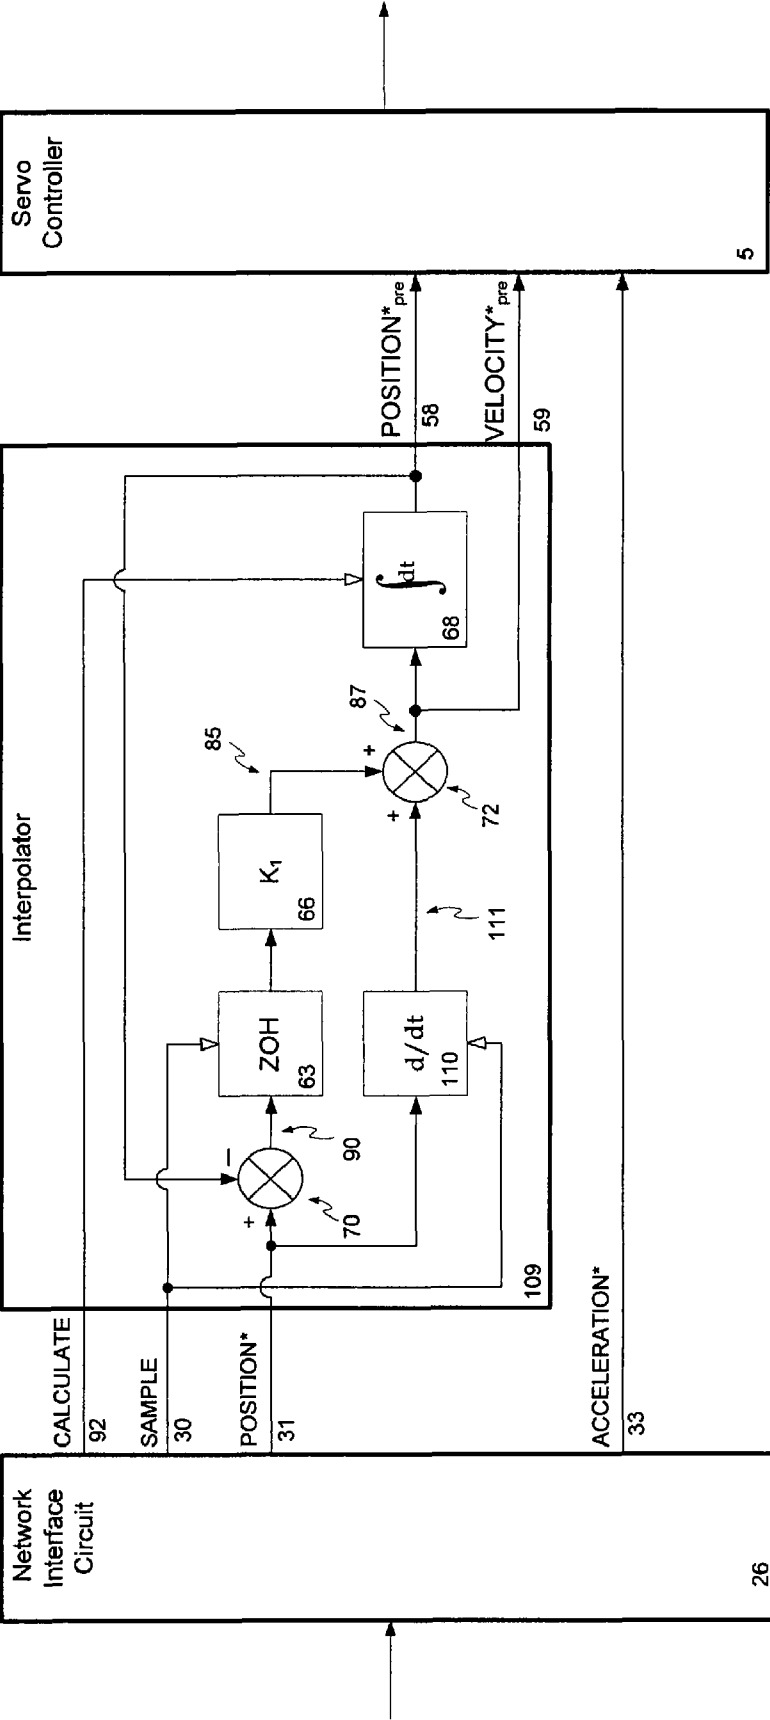 Network
Interface
Circuit
26
CALCULATE
92
SAMPLE
30
POSITION*
31
ACCELERATION*
33
Interpolator
109
+
−
70
90
ZOH
63
K1
66
85
d/dt
110
111
+
+
72
87
∫dt
68
POSITION*pre
58
VELOCITY*pre
59
Servo
Controller
5